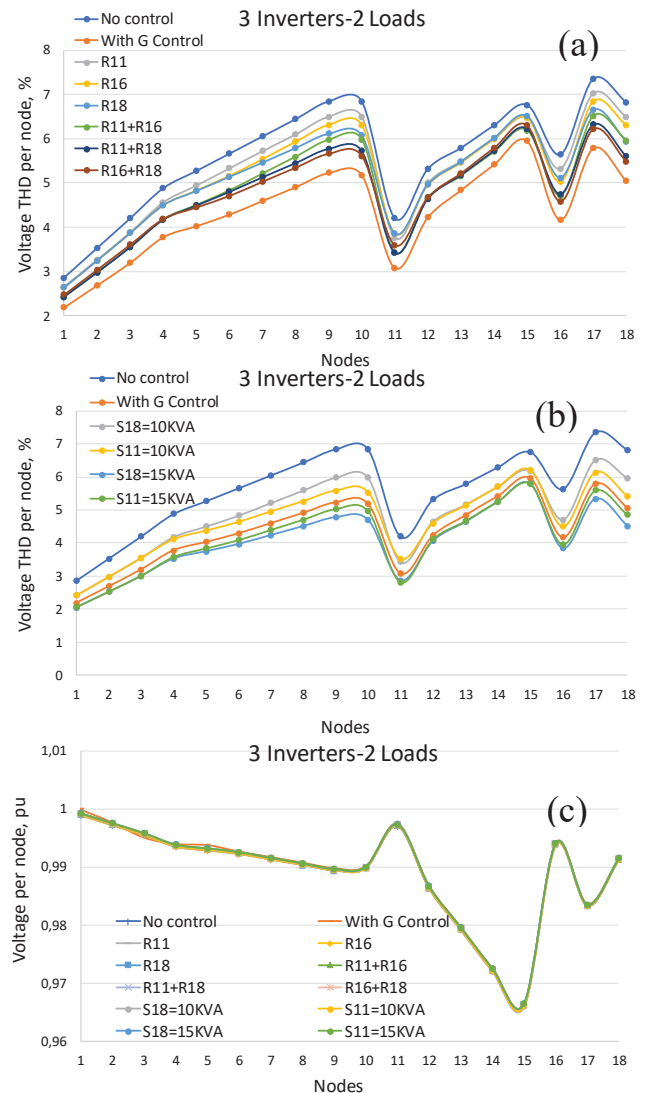 3 Inverters-2 Loads
(a)
No control
With G Control
R11
R16
R18
R11+R16
R11+R18
R16+R18
Voltage THD per node, %
8
7
6
5
4
3
2
1 2 3 4 5 6 7 8 9 10 11 12 13 14 15 16 17 18
Nodes
3 Inverters-2 Loads
(b)
No control
With G Control
S18=10KVA
S11=10KVA
S18=15KVA
S11=15KVA
Voltage THD per node, %
8
7
6
5
4
3
2
1
0
1 2 3 4 5 6 7 8 9 10 11 12 13 14 15 16 17 18
Nodes
3 Inverters-2 Loads
(c)
Voltage per node, pu
1,01
1
0,99
0,98
0,97
0,96
No control With G Control
R11 R16
R18 R11+R16
R11+R18 R16+R18
S18=10KVA S11=10KVA
S18=15KVA S11=15KVA
1 2 3 4 5 6 7 8 9 10 11 12 13 14 15 16 17 18
Nodes